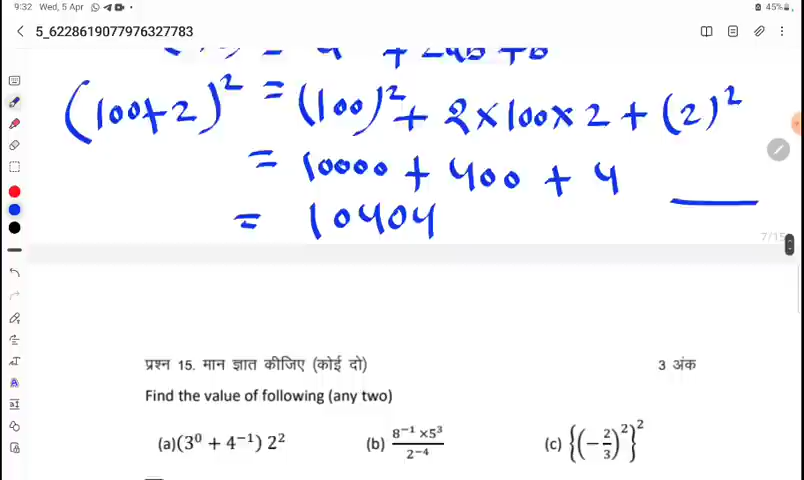 9:32 Wed, 5 Apr 45%
5_6228619077976327783
(100+2)² = (100)² + 2×100×2 + (2)²
= 10000 + 400 + 4
= 10404
7/15
प्रश्न 15. मान ज्ञात कीजिए (कोई दो) 3 अंक
Find the value of following (any two)
(a)(3⁰ + 4⁻¹) 2² (b) 8⁻¹ ×5³ / 2⁻⁴ (c) {(−2/3)²}²